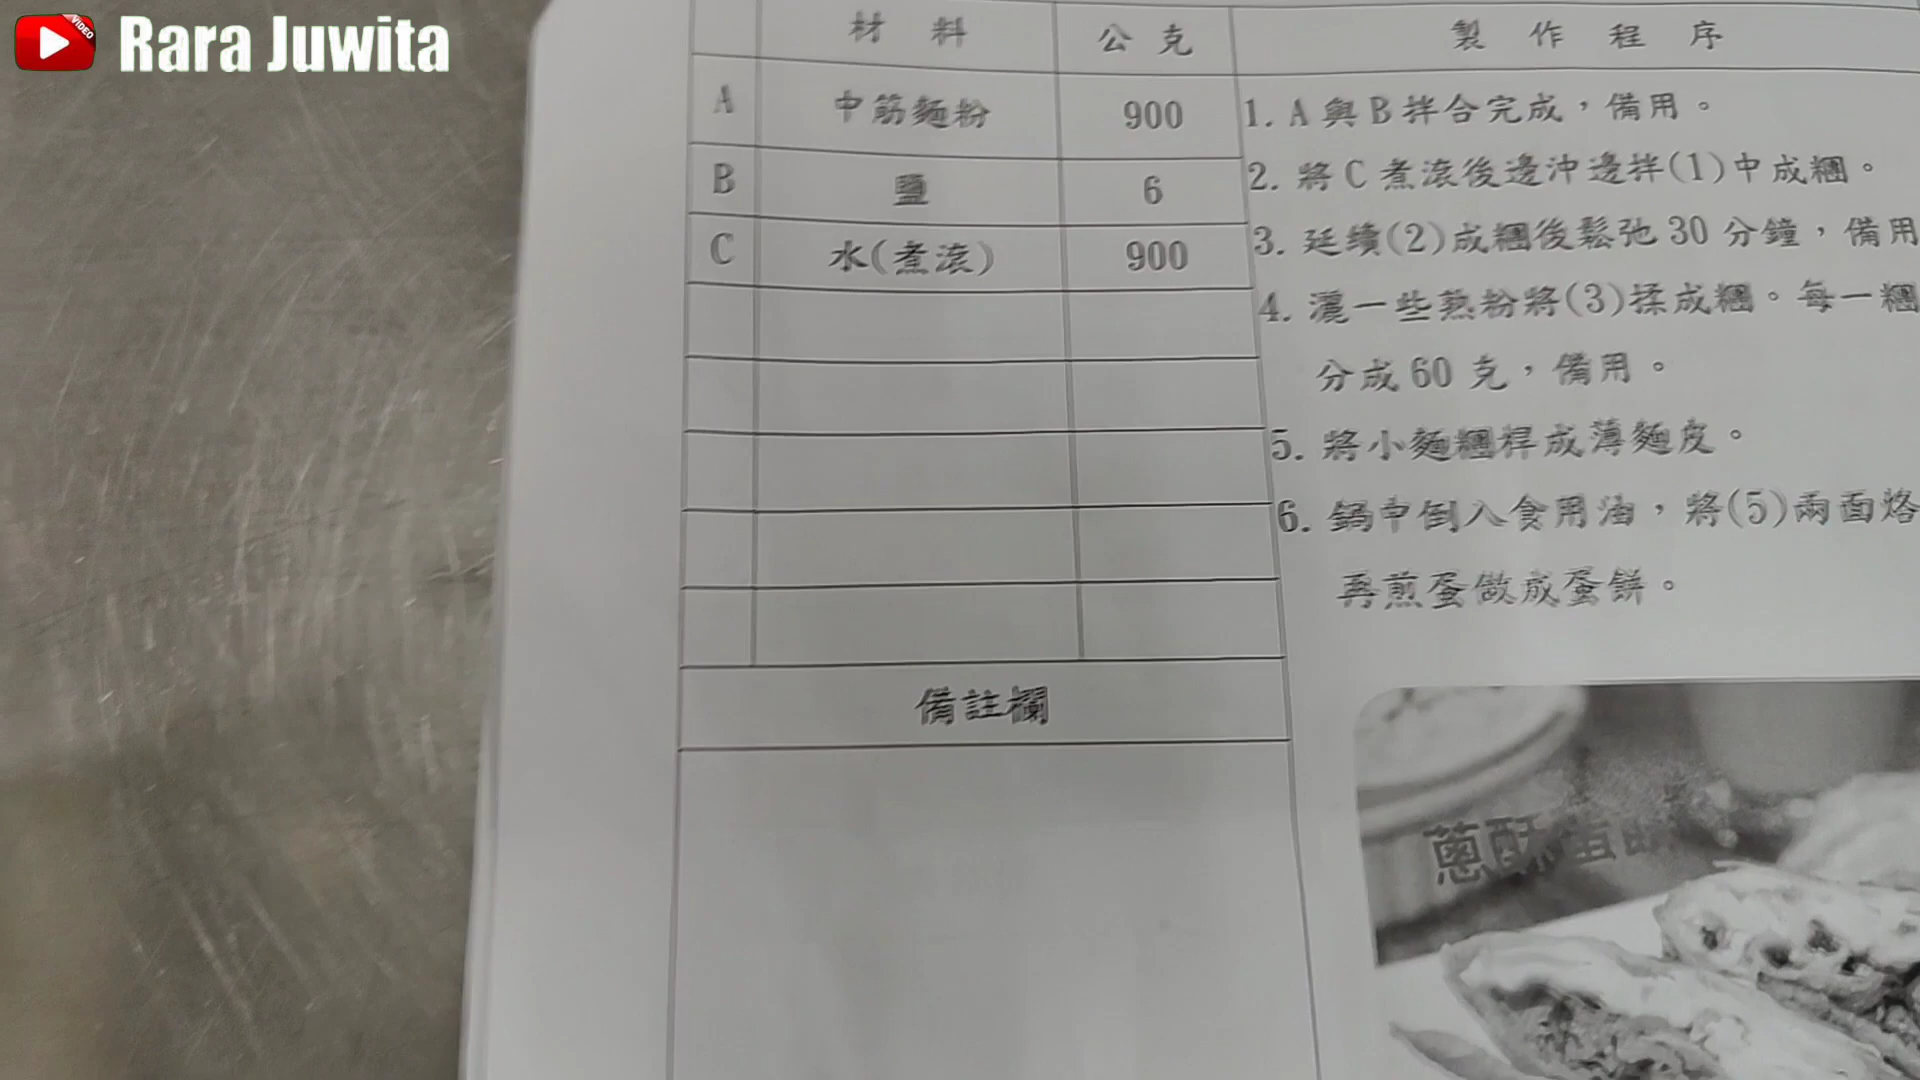 VIDEO
Rara Juwita
材料 公克 製作程序
A 中筋麵粉 900
B 鹽 6
C 水(煮滾) 900
1. A與B拌合完成，備用。
2. 將C煮滾後邊沖邊拌(1)中成糰。
3. 延續(2)成糰後鬆弛30分鐘，備用
4. 灑一些熟粉將(3)揉成糰。每一糰
分成60克，備用。
5. 將小麵糰桿成薄麵皮。
6. 鍋中倒入食用油，將(5)兩面烙
再煎蛋做成蛋餅。
備註欄
蔥酥蛋餅